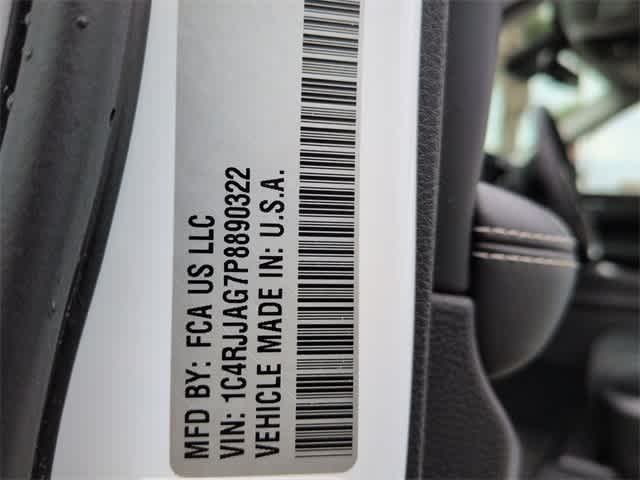 MFD BY: FCA US LLC
VIN: 1C4RJJAG7P8890322
VEHICLE MADE IN: U.S.A.